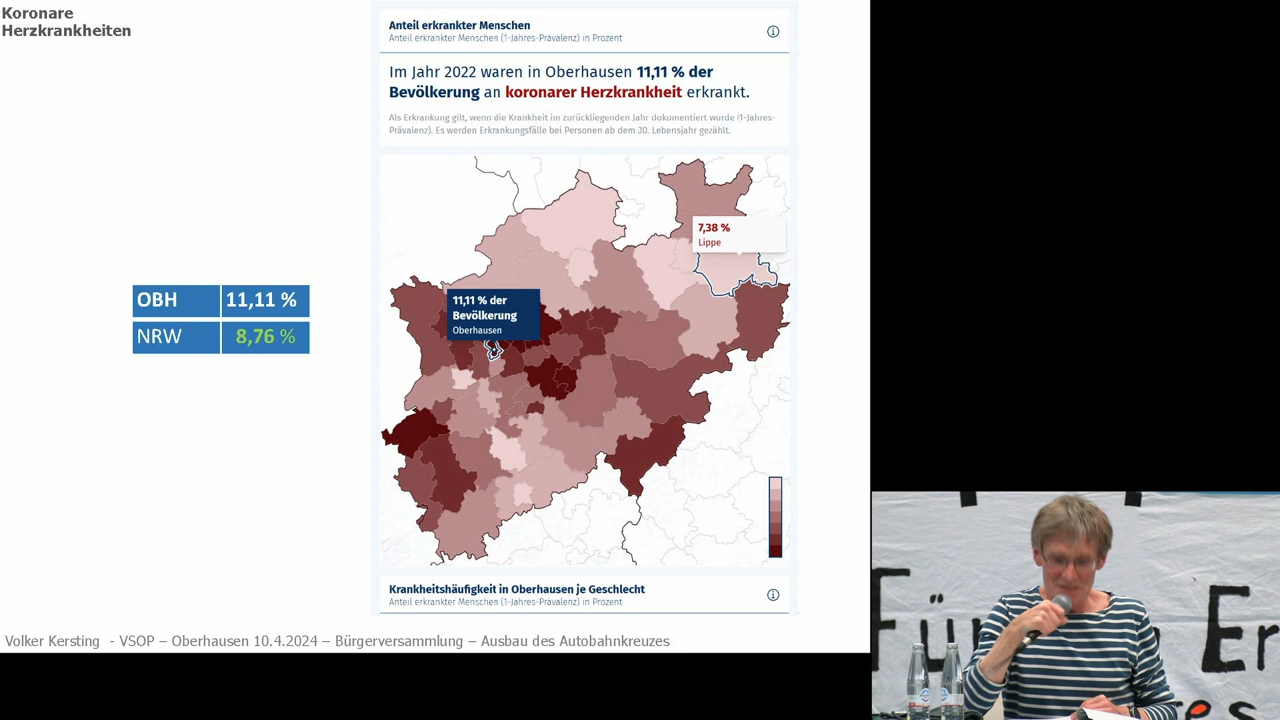 Koronare
Herzkrankheiten
Anteil erkrankter Menschen
Anteil erkrankter Menschen (1-Jahres-Prävalenz) in Prozent
Im Jahr 2022 waren in Oberhausen 11,11 % der
Bevölkerung an koronarer Herzkrankheit erkrankt.
Als Erkrankung gilt, wenn die Krankheit im zurückliegenden Jahr dokumentiert wurde (1-Jahres-
Prävalenz). Es werden Erkrankungsfälle bei Personen ab dem 30. Lebensjahr gezählt.
7,38 %
Lippe
11,11 % der
Bevölkerung
Oberhausen
OBH 11,11 %
NRW 8,76 %
Krankheitshäufigkeit in Oberhausen je Geschlecht
Anteil erkrankter Menschen (1-Jahres-Prävalenz) in Prozent
Volker Kersting - VSOP – Oberhausen 10.4.2024 – Bürgerversammlung – Ausbau des Autobahnkreuzes
Für Er